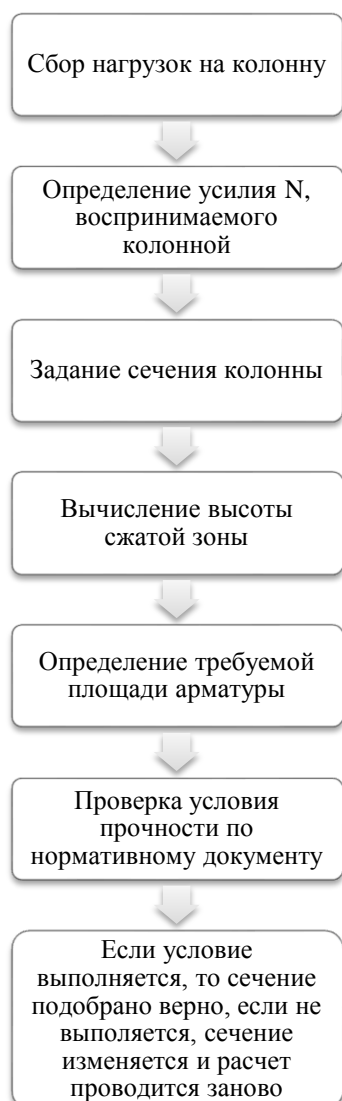 Сбор нагрузок на колонну
Определение усилия N,
воспринимаемого
колонной
Задание сечения колонны
Вычисление высоты
сжатой зоны
Определение требуемой
площади арматуры
Проверка условия
прочности по
нормативному документу
Если условие
выполняется, то сечение
подобрано верно, если не
выполяется, сечение
изменяется и расчет
проводится заново